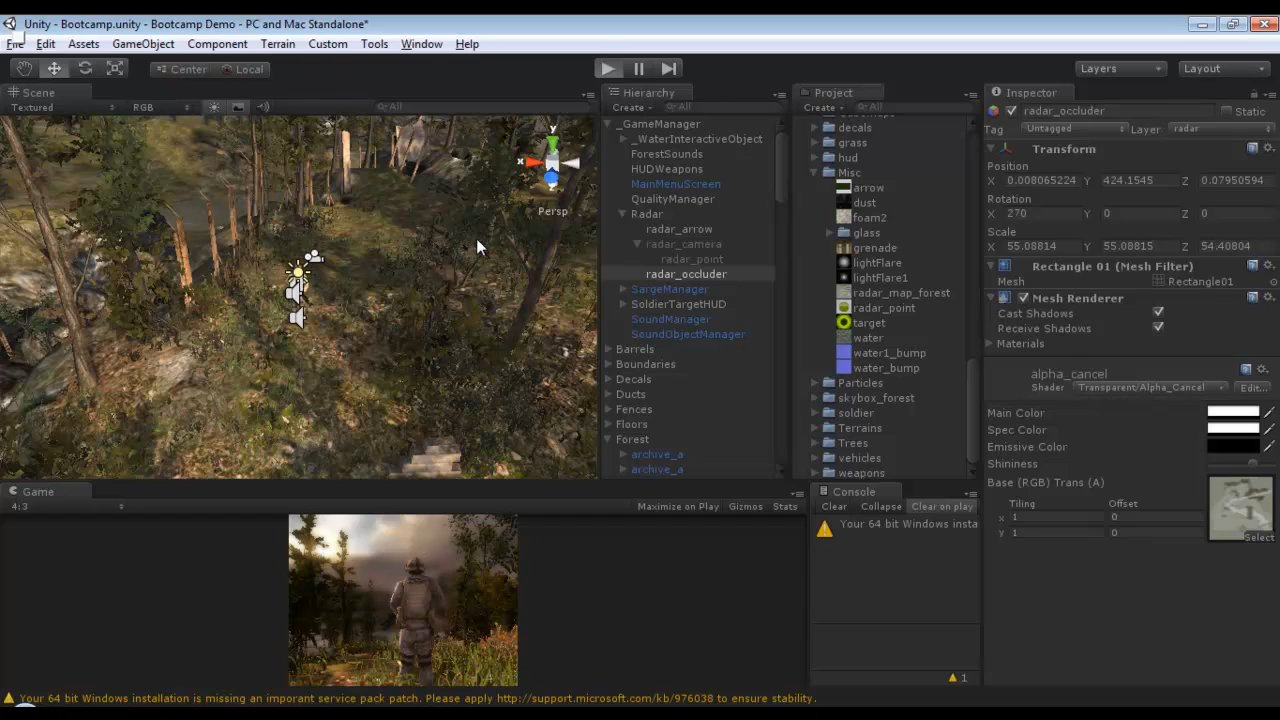 Unity - Bootcamp.unity - Bootcamp Demo - PC and Mac Standalone*
File Edit Assets GameObject Component Terrain Custom Tools Window Help
Center Local Layers Layout
Scene
Textured RGB All
y
x
z
Persp
Hierarchy
Create All
_GameManager
_WaterInteractiveObject
ForestSounds
HUDWeapons
MainMenuScreen
QualityManager
Radar
radar_arrow
radar_camera
radar_point
radar_occluder
SargeManager
SoldierTargetHUD
SoundManager
SoundObjectManager
Barrels
Boundaries
Decals
Ducts
Fences
Floors
Forest
archive_a
archive_a
Project
Create All
decals
grass
hud
Misc
arrow
dust
foam2
glass
grenade
lightFlare
lightFlare1
radar_map_forest
radar_point
target
water
water1_bump
water_bump
Particles
skybox_forest
soldier
Terrains
Trees
vehicles
weapons
Inspector
radar_occluder Static
Tag Untagged Layer radar
Transform
Position
X 0.008065224 Y 424.1545 Z 0.07950594
Rotation
X 270 Y 0 Z 0
Scale
X 55.08814 Y 55.08815 Z 54.40804
Rectangle 01 (Mesh Filter)
Mesh Rectangle01
Mesh Renderer
Cast Shadows
Receive Shadows
Materials
alpha_cancel
Shader Transparent/Alpha_Cancel Edit...
Main Color
Spec Color
Emissive Color
Shininess
Base (RGB) Trans (A)
Tiling Offset
x 1 0
y 1 0
Select
Game
4:3 Maximize on Play Gizmos Stats
Console
Clear Collapse Clear on play
Your 64 bit Windows insta
1
Your 64 bit Windows installation is missing an imporant service pack patch. Please apply http://support.microsoft.com/kb/976038 to ensure stability.